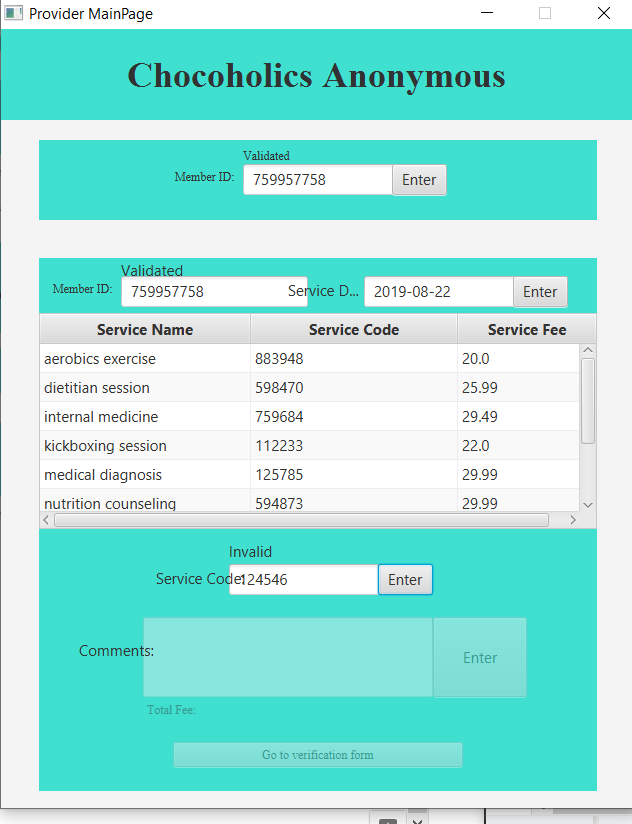 Provider MainPage
Chocoholics Anonymous
Validated
Member ID: 759957758 Enter
Validated
Member ID: 759957758 Service D... 2019-08-22 Enter
Service Name Service Code Service Fee
aerobics exercise 883948 20.0
dietitian session 598470 25.99
internal medicine 759684 29.49
kickboxing session 112233 22.0
medical diagnosis 125785 29.99
nutrition counseling 594873 29.99
Invalid
Service Code: 124546 Enter
Comments: Enter
Total Fee:
Go to verification form